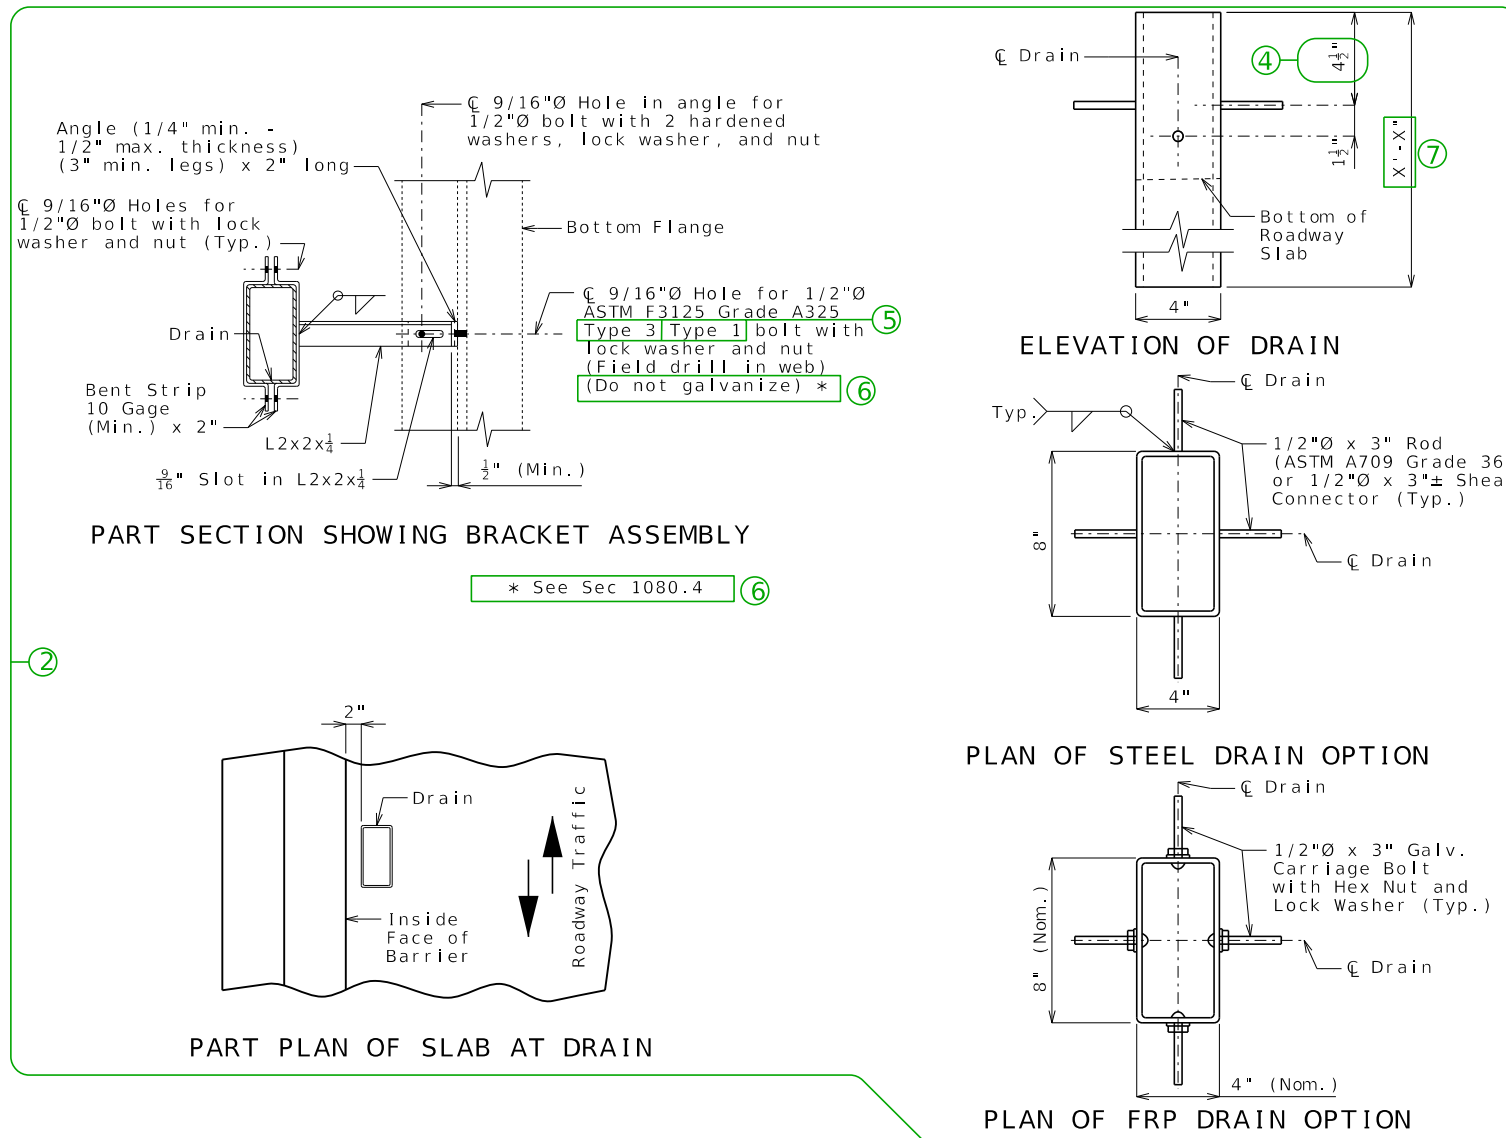 ℄ 9/16"Ø Hole in angle for
1/2"Ø bolt with 2 hardened
washers, lock washer, and nut
Angle (1/4" min. -
1/2" max. thickness)
(3" min. legs) x 2" long
℄ 9/16"Ø Holes for
1/2"Ø bolt with lock
washer and nut (Typ.)
Bottom Flange
℄ 9/16"Ø Hole for 1/2"Ø
ASTM F3125 Grade A325
Type 3 Type 1 bolt with
lock washer and nut
(Field drill in web)
(Do not galvanize) *
5
6
Drain
Bent Strip
10 Gage
(Min.) x 2"
L2x2x1/4
9/16" Slot in L2x2x1/4
1/2" (Min.)
PART SECTION SHOWING BRACKET ASSEMBLY
* See Sec 1080.4
6
2
2"
Drain
Inside
Face of
Barrier
Roadway Traffic
PART PLAN OF SLAB AT DRAIN
℄ Drain
4
4 1/2"
1 1/2"
X'-X"
7
Bottom of
Roadway
Slab
4"
ELEVATION OF DRAIN
℄ Drain
Typ.
1/2"Ø x 3" Rod
(ASTM A709 Grade 36
or 1/2"Ø x 3"± Shea
Connector (Typ.)
8"
℄ Drain
4"
PLAN OF STEEL DRAIN OPTION
℄ Drain
1/2"Ø x 3" Galv.
Carriage Bolt
with Hex Nut and
Lock Washer (Typ.)
8" (Nom.)
℄ Drain
4" (Nom.)
PLAN OF FRP DRAIN OPTION